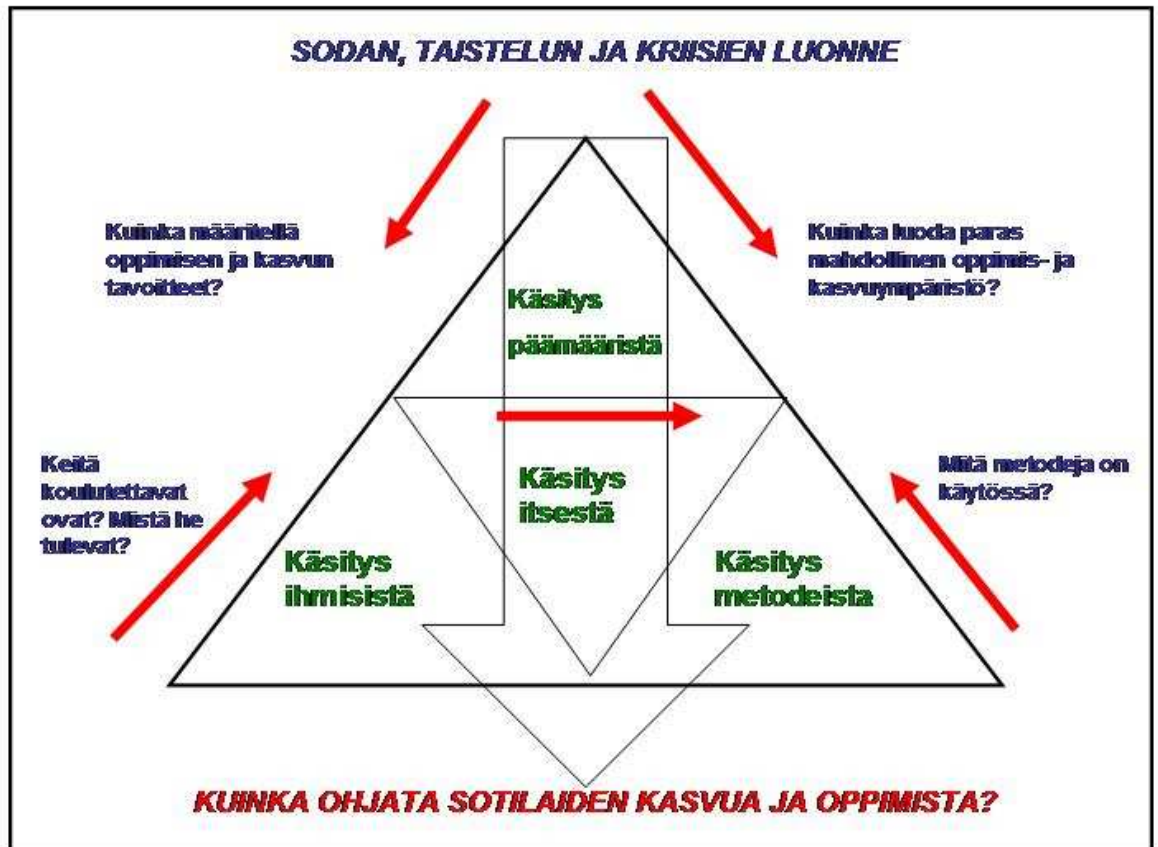 SODAN, TAISTELUN JA KRIISIEN LUONNE
Kuinka määritellä
oppimisen ja kasvun
tavoitteet?
Kuinka luoda paras
mahdollinen oppimis- ja
kasvuympäristö?
Käsitys
päämääristä
Keitä
koulutettavat
ovat? Mistä he
tulevat?
Käsitys
itsestä
Mitä metodeja on
käytössä?
Käsitys
ihmisistä
Käsitys
metodeista
KUINKA OHJATA SOTILAIDEN KASVUA JA OPPIMISTA?